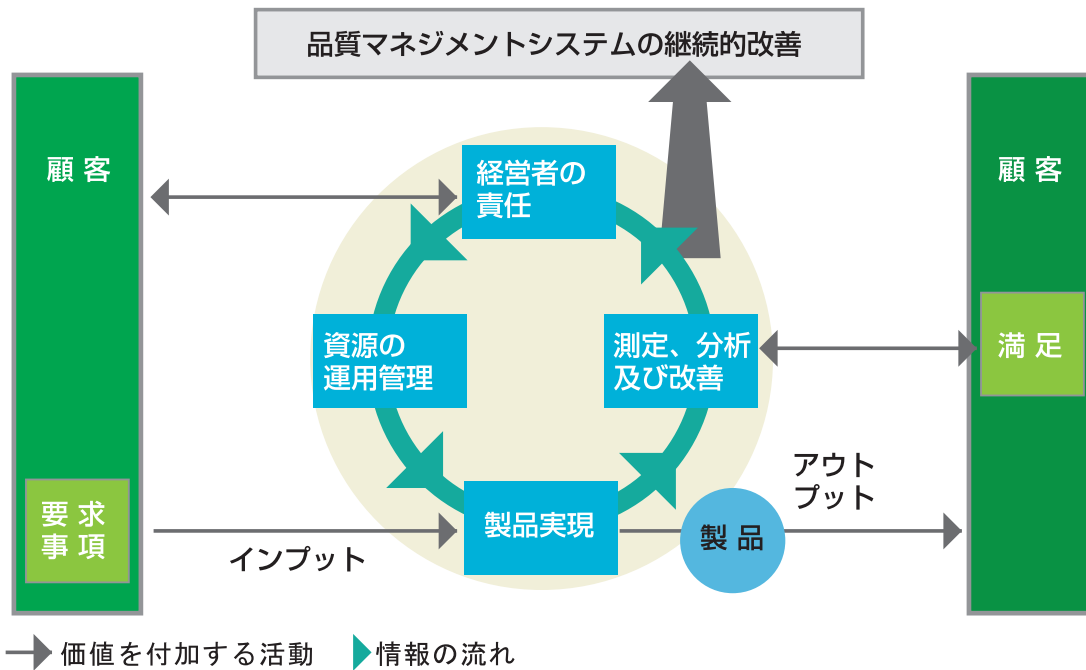 品質マネジメントシステムの継続的改善
顧客
顧客
経営者の
責任
資源の
運用管理
測定、分析
及び改善
満足
要求
事項
インプット
製品実現
製品
アウト
プット
価値を付加する活動
情報の流れ